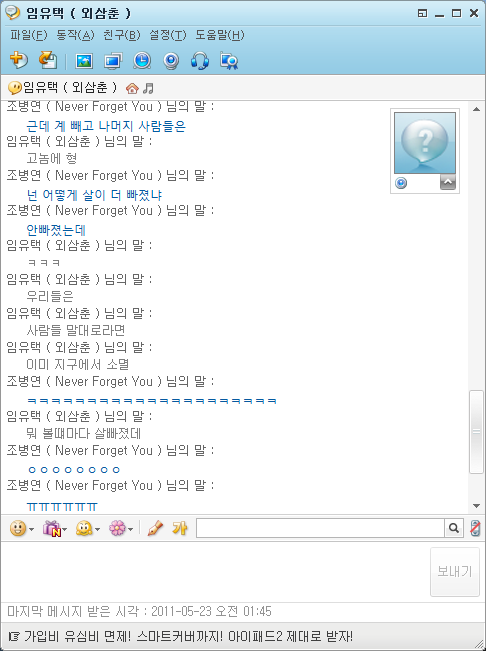 임유택 ( 외삼춘 )
파일(F) 동작(A) 친구(B) 설정(T) 도움말(H)
임유택 ( 외삼춘 )
조병연 ( Never Forget You ) 님의 말 :
근데 계 빼고 나머지 사람들은
임유택 ( 외삼춘 ) 님의 말 :
고놈에 형
조병연 ( Never Forget You ) 님의 말 :
넌 어떻게 살이 더 빠졌냐
조병연 ( Never Forget You ) 님의 말 :
안빠졌는데
임유택 ( 외삼춘 ) 님의 말 :
ㅋㅋㅋ
임유택 ( 외삼춘 ) 님의 말 :
우리들은
임유택 ( 외삼춘 ) 님의 말 :
사람들 말대로라면
임유택 ( 외삼춘 ) 님의 말 :
이미 지구에서 소멸
조병연 ( Never Forget You ) 님의 말 :
ㅋㅋㅋㅋㅋㅋㅋㅋㅋㅋㅋㅋㅋㅋㅋㅋㅋㅋㅋㅋㅋ
임유택 ( 외삼춘 ) 님의 말 :
뭐 볼떄마다 살빠졌데
조병연 ( Never Forget You ) 님의 말 :
ㅇㅇㅇㅇㅇㅇㅇㅇ
조병연 ( Never Forget You ) 님의 말 :
ㅠㅠㅠㅠㅠㅠ
가
보내기
마지막 메시지 받은 시각 : 2011-05-23 오전 01:45
☞ 가입비 유심비 면제! 스마트커버까지! 아이패드2 제대로 받자!